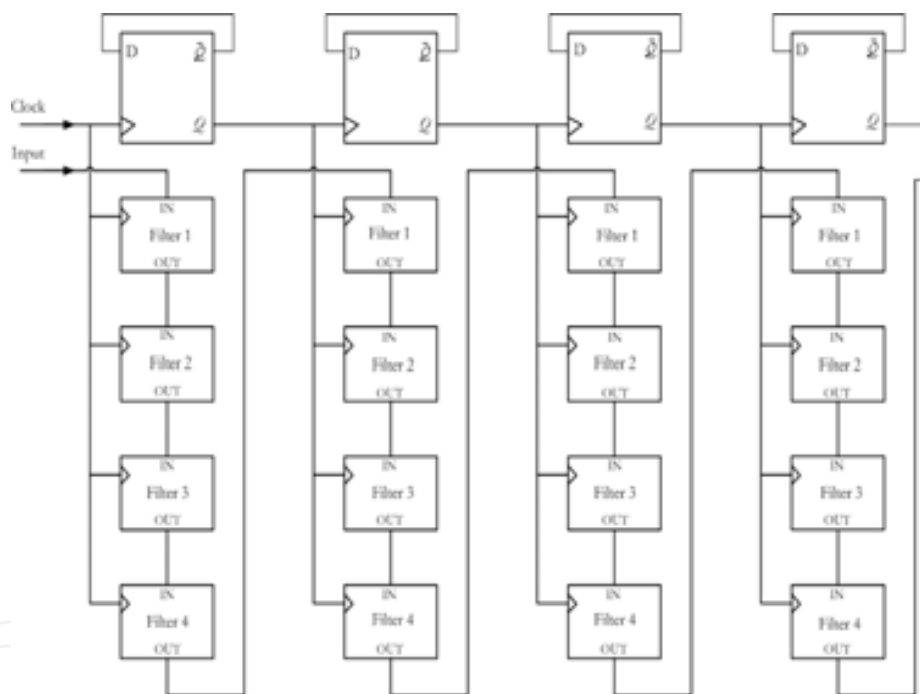 D Q̄ D Q̄ D Q̄ D Q̄
Clock
Q Q Q Q
Input
IN IN IN IN
Filter 1 Filter 1 Filter 1 Filter 1
OUT OUT OUT OUT
IN IN IN IN
Filter 2 Filter 2 Filter 2 Filter 2
OUT OUT OUT OUT
IN IN IN IN
Filter 3 Filter 3 Filter 3 Filter 3
OUT OUT OUT OUT
IN IN IN IN
Filter 4 Filter 4 Filter 4 Filter 4
OUT OUT OUT OUT